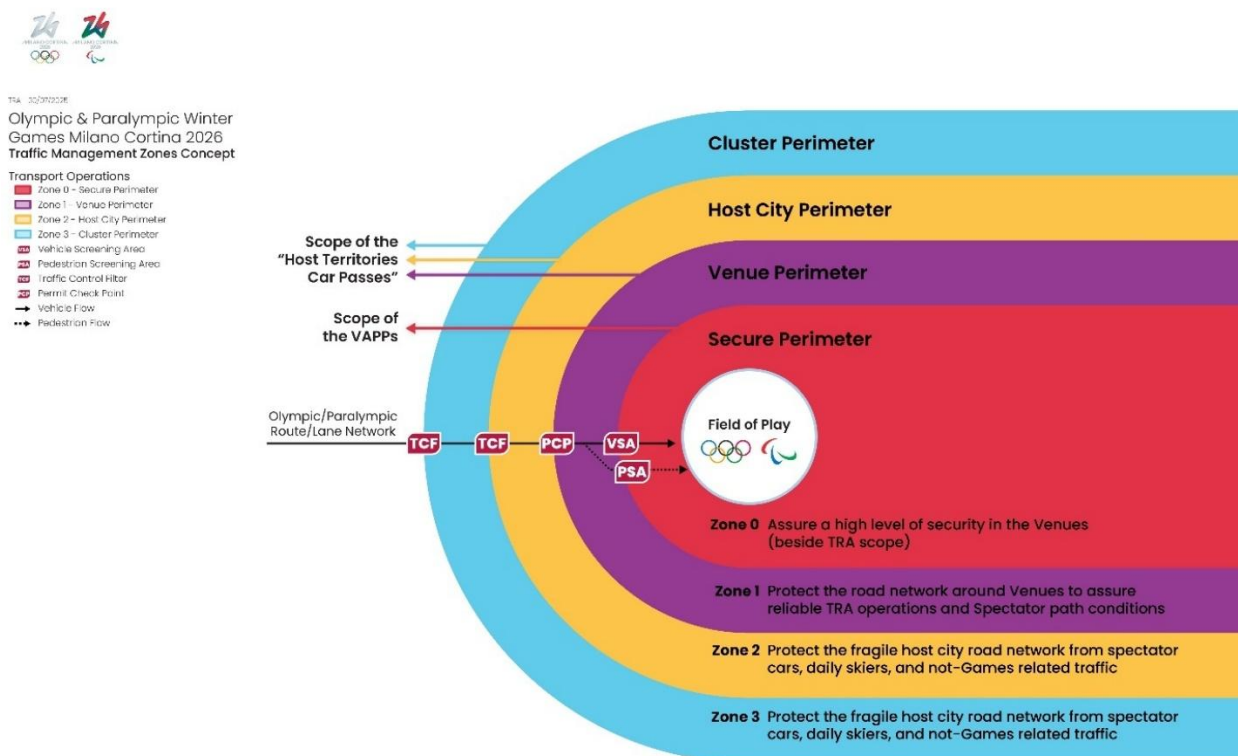 MILANO CORTINA
2026
MILANO CORTINA
2026
Olympic & Paralympic Winter
Games Milano Cortina 2026
Traffic Management Zones Concept
Transport Operations
Zone 0 - Secure Perimeter
Zone 1 - Venue Perimeter
Zone 2 - Host City Perimeter
Zone 3 - Cluster Perimeter
VSA Vehicle Screening Area
PSA Pedestrian Screening Area
TCF Traffic Control Filter
PCP Permit Check Point
Vehicle Flow
Pedestrian Flow
Cluster Perimeter
Host City Perimeter
Venue Perimeter
Secure Perimeter
Scope of the
"Host Territories
Car Passes"
Scope of
the VAPPs
Olympic/Paralympic
Route/Lane Network
TCF
TCF
PCP
VSA
PSA
Field of Play
Zone 0 Assure a high level of security in the Venues
(beside TRA scope)
Zone 1 Protect the road network around Venues to assure
reliable TRA operations and Spectator path conditions
Zone 2 Protect the fragile host city road network from spectator
cars, daily skiers, and not-Games related traffic
Zone 3 Protect the fragile host city road network from spectator
cars, daily skiers, and not-Games related traffic